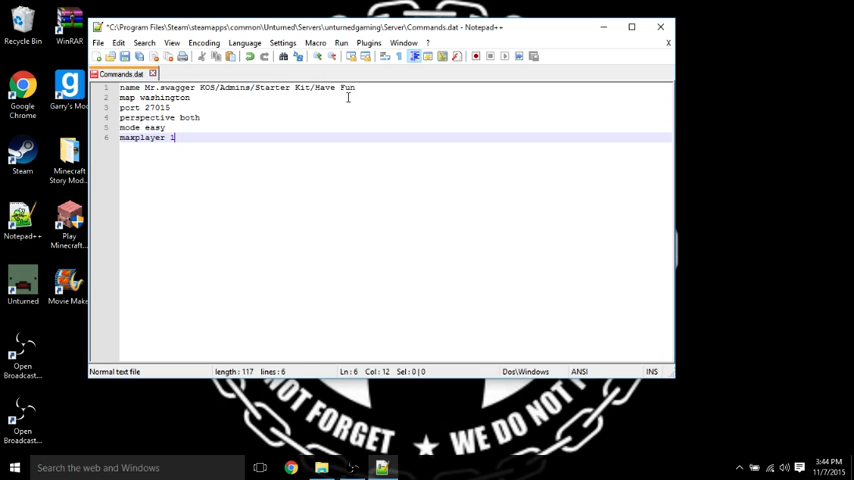 *C:\Program Files\Steam\steamapps\common\Unturned\Servers\unturnedgaming\Server\Commands.dat - Notepad++
File Edit Search View Encoding Language Settings Macro Run Plugins Window ?
Commands.dat
1 name Mr.swagger KOS/Admins/Starter Kit/Have Fun
2 map washington
3 port 27015
4 perspective both
5 mode easy
6 maxplayer 1
Normal text file length : 117 lines : 6 Ln : 6 Col : 12 Sel : 0 | 0 Dos\Windows ANSI INS
Recycle Bin
WinRAR
Google Chrome
Garry's Mod
Steam
Minecraft Story Mod...
Notepad++
Play Minecraft...
Unturned
Movie Make
Open Broadcast...
Open Broadcast...
NOT FORGET ★ WE DO NOT
Search the web and Windows
3:44 PM
11/7/2015